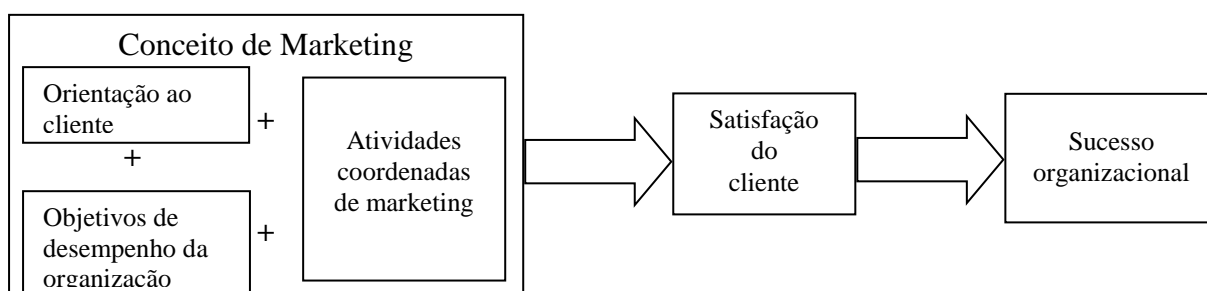 Conceito de Marketing
Orientação ao
cliente
+
+
Objetivos de
desempenho da
organização
+
Atividades
coordenadas
de marketing
Satisfação
do
cliente
Sucesso
organizacional